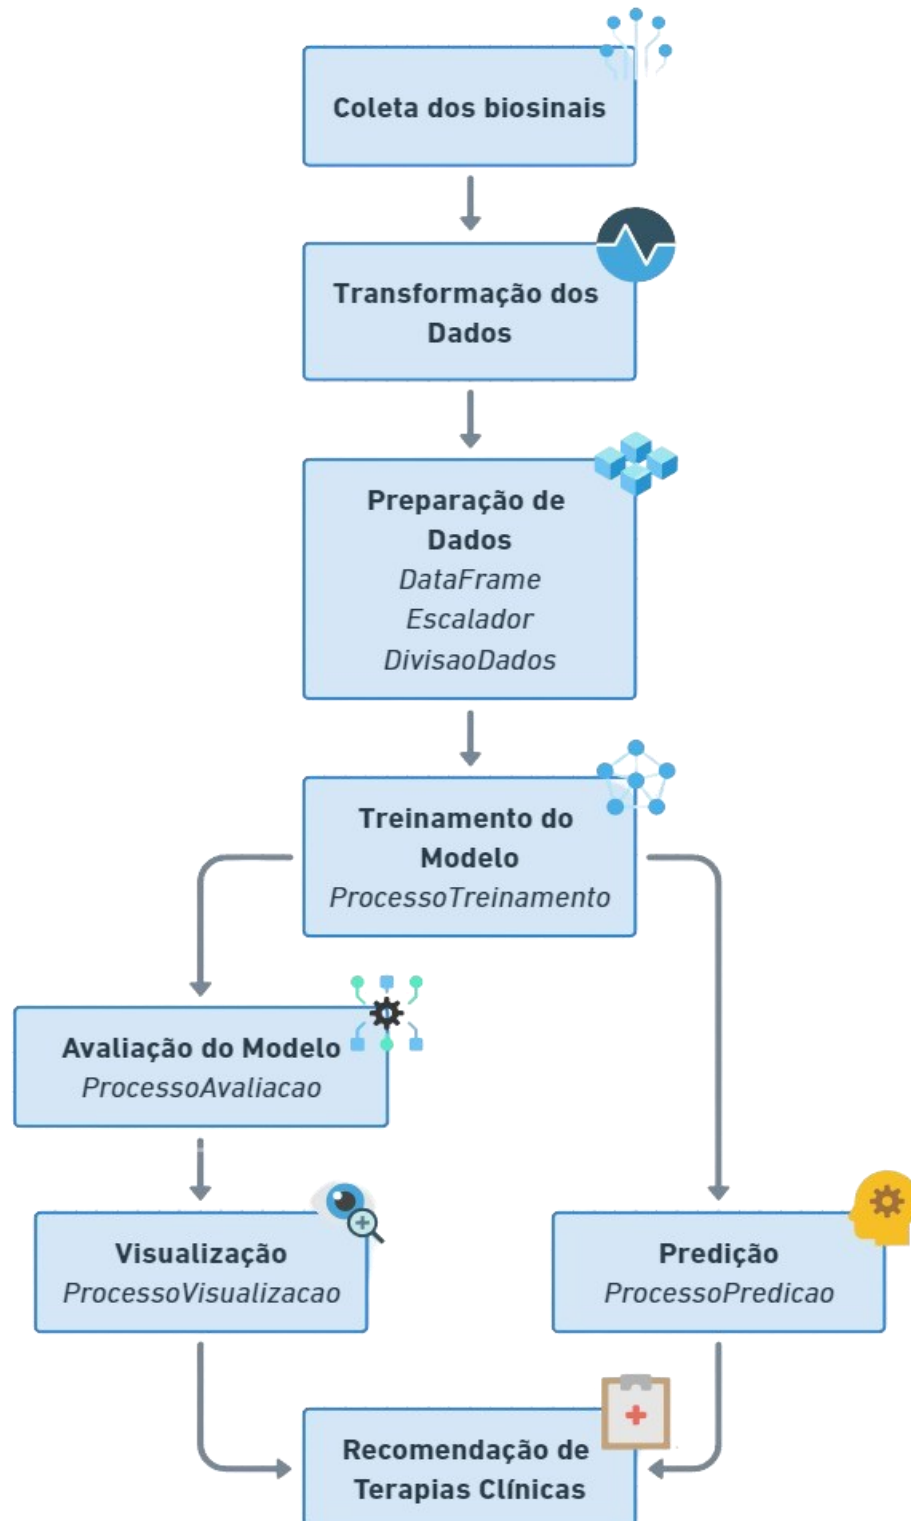 Coleta dos biosinais
Transformação dos
Dados
Preparação de
Dados
DataFrame
Escalador
DivisaoDados
Treinamento do
Modelo
ProcessoTreinamento
Avaliação do Modelo
ProcessoAvaliacao
Visualização
ProcessoVisualizacao
Predição
ProcessoPredicao
Recomendação de
Terapias Clínicas